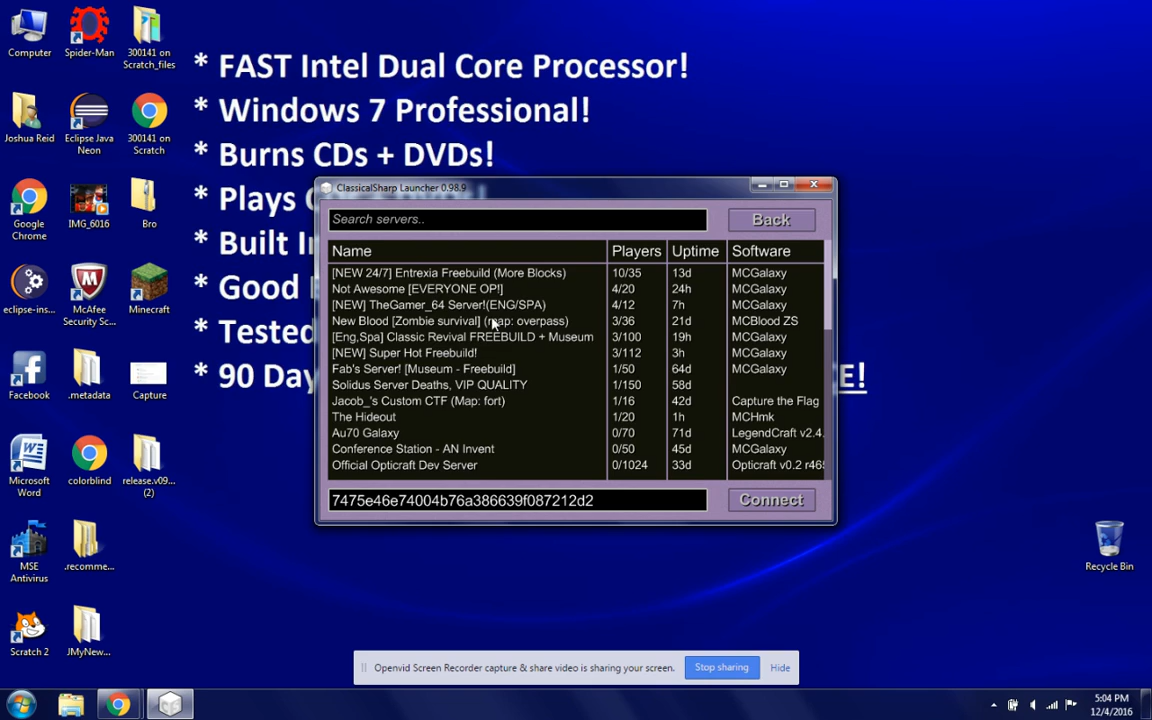 Computer
Spider-Man
300141 on
Scratch_files
Joshua Reid
Eclipse Java
Neon
300141 on
Scratch
Google
Chrome
IMG_6016
Bro
eclipse-ins...
McAfee
Security Sc...
Minecraft
Facebook
.metadata
Capture
Microsoft
Word
colorblind
release.v09...
(2)
MSE
Antivirus
.recomme...
Scratch 2
JMyNew...
* FAST Intel Dual Core Processor!
* Windows 7 Professional!
* Burns CDs + DVDs!
* Plays
* Built In
* Good
* Tested
* 90 Day
!
ClassicalSharp Launcher 0.98.9
Search servers..
Back
Name Players Uptime Software
[NEW 24/7] Entrexia Freebuild (More Blocks) 10/35 13d MCGalaxy
Not Awesome [EVERYONE OP!] 4/20 24h MCGalaxy
[NEW] TheGamer_64 Server!(ENG/SPA) 4/12 7h MCGalaxy
New Blood [Zombie survival] (map: overpass) 3/36 21d MCBlood ZS
[Eng,Spa] Classic Revival FREEBUILD + Museum 3/100 19h MCGalaxy
[NEW] Super Hot Freebuild! 3/112 3h MCGalaxy
Fab's Server! [Museum - Freebuild] 1/50 64d MCGalaxy
Solidus Server Deaths, VIP QUALITY 1/150 58d
Jacob_'s Custom CTF (Map: fort) 1/16 42d Capture the Flag
The Hideout 1/20 1h MCHmk
Au70 Galaxy 0/70 71d LegendCraft v2.4.
Conference Station - AN Invent 0/50 45d MCGalaxy
Official Opticraft Dev Server 0/1024 33d Opticraft v0.2 r46
7475e46e74004b76a386639f087212d2
Connect
Recycle Bin
Openvid Screen Recorder capture & share video is sharing your screen.
Stop sharing
Hide
5:04 PM
12/4/2016